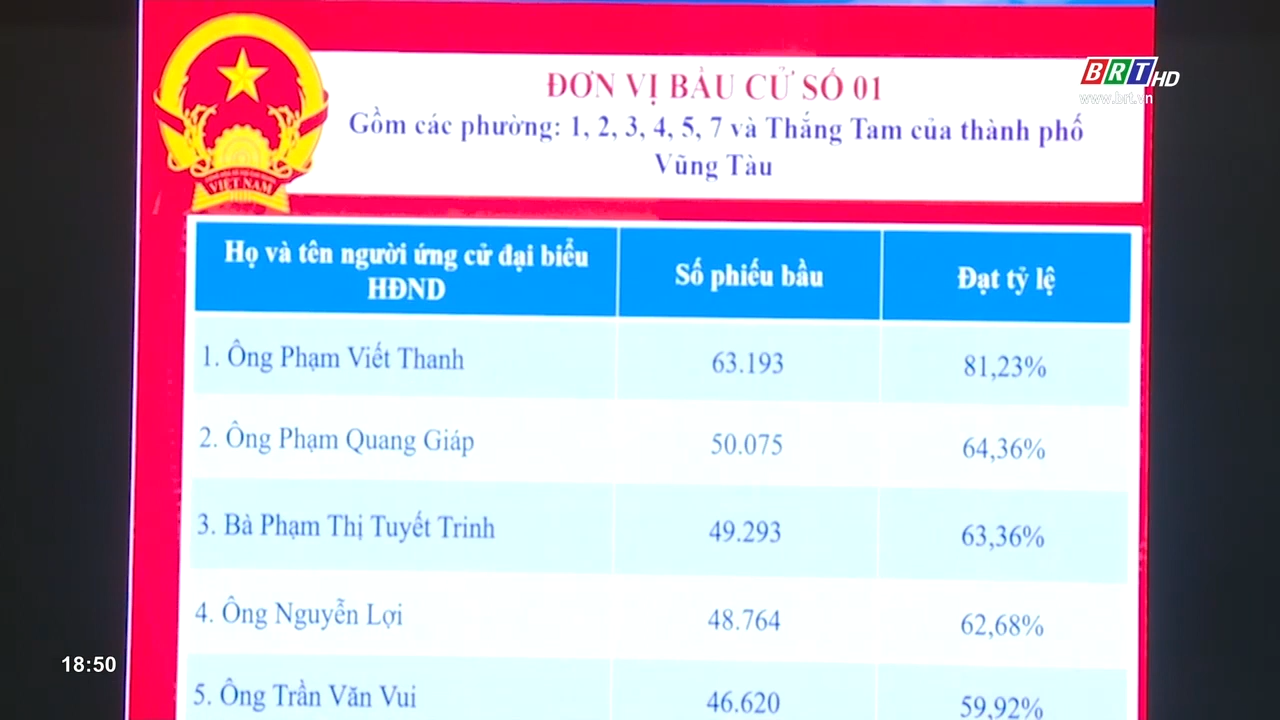 BRT HD
www.brt.vn
ĐƠN VỊ BẦU CỬ SỐ 01
Gồm các phường: 1, 2, 3, 4, 5, 7 và Thắng Tam của thành phố
Vũng Tàu
VIỆT NAM
Họ và tên người ứng cử đại biểu
HĐND
Số phiếu bầu
Đạt tỷ lệ
1. Ông Phạm Viết Thanh 63.193 81,23%
2. Ông Phạm Quang Giáp 50.075 64,36%
3. Bà Phạm Thị Tuyết Trinh 49.293 63,36%
4. Ông Nguyễn Lợi 48.764 62,68%
5. Ông Trần Văn Vui 46.620 59,92%
18:50